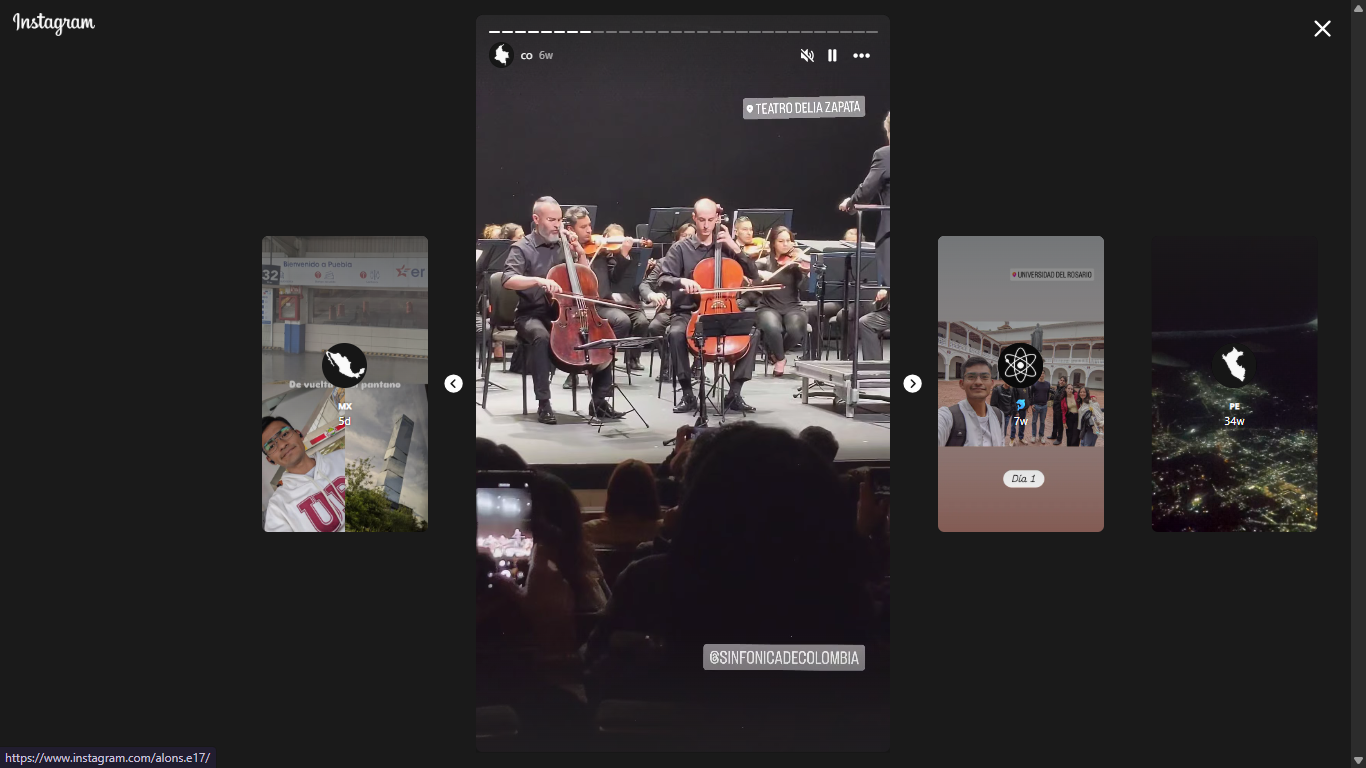 Instagram
co 6w
TEATRO DELIA ZAPATA
32
Bienvenido a Puebla
er
De vuelta pantano
MX
5d
UNIVERSIDAD DEL ROSARIO
7w
Día 1
PE
34w
@SINFONICADECOLOMBIA
https://www.instagram.com/alons.e17/